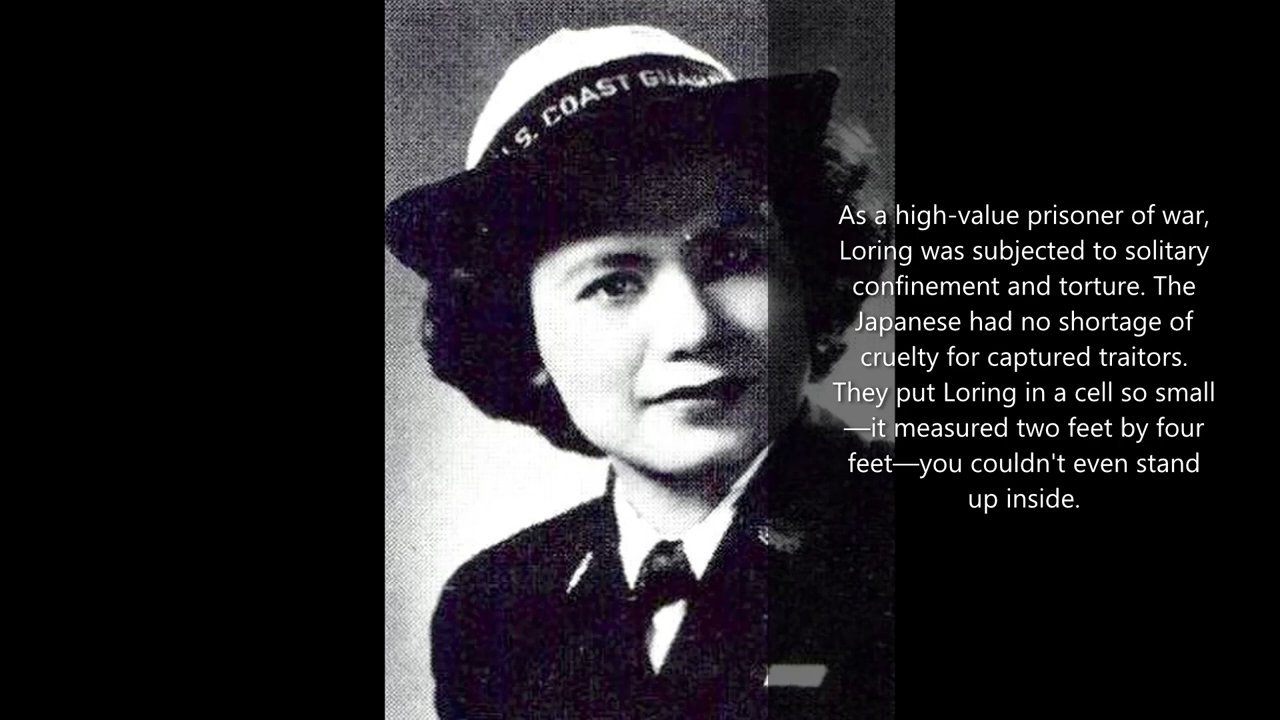 U.S. COAST GUARD
As a high-value prisoner of war,
Loring was subjected to solitary
confinement and torture. The
Japanese had no shortage of
cruelty for captured traitors.
They put Loring in a cell so small
—it measured two feet by four
feet—you couldn't even stand
up inside.